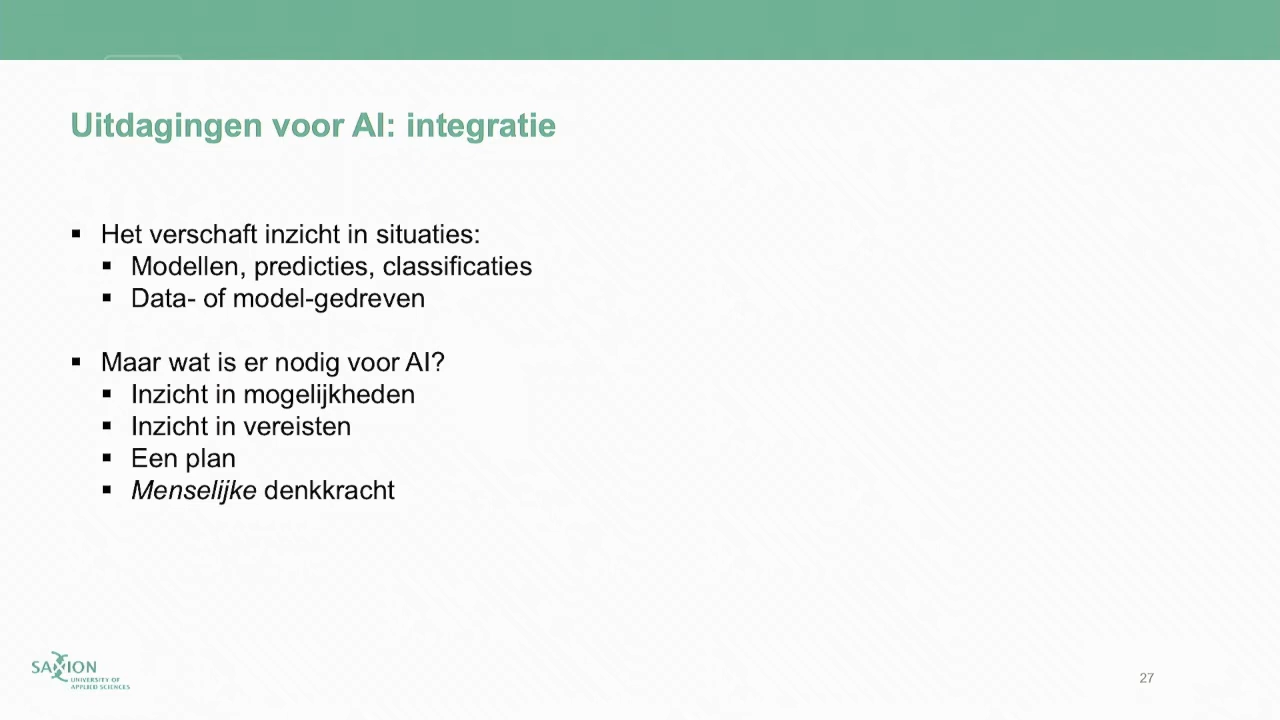 Uitdagingen voor AI: integratie
▪ Het verschaft inzicht in situaties:
▪ Modellen, predicties, classificaties
▪ Data- of model-gedreven
▪ Maar wat is er nodig voor AI?
▪ Inzicht in mogelijkheden
▪ Inzicht in vereisten
▪ Een plan
▪ Menselijke denkkracht
SAXION
UNIVERSITY OF
APPLIED SCIENCES
27